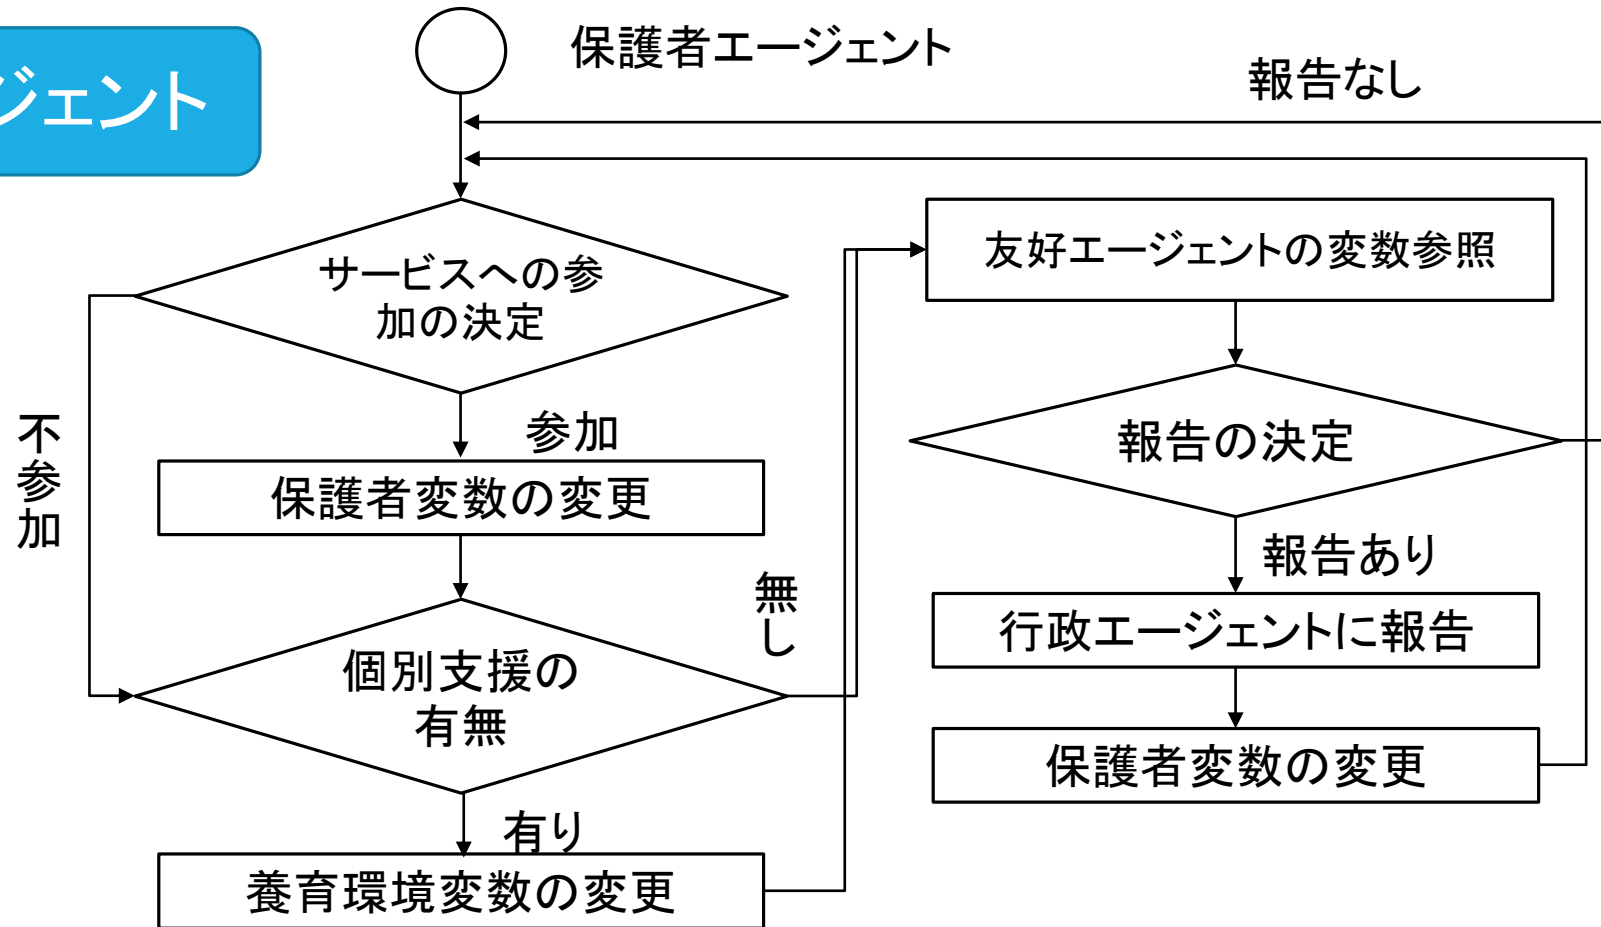 ジェント
保護者エージェント
報告なし
サービスへの参
加の決定
不参加
参加
保護者変数の変更
無し
個別支援の
有無
有り
養育環境変数の変更
友好エージェントの変数参照
報告の決定
報告あり
行政エージェントに報告
保護者変数の変更